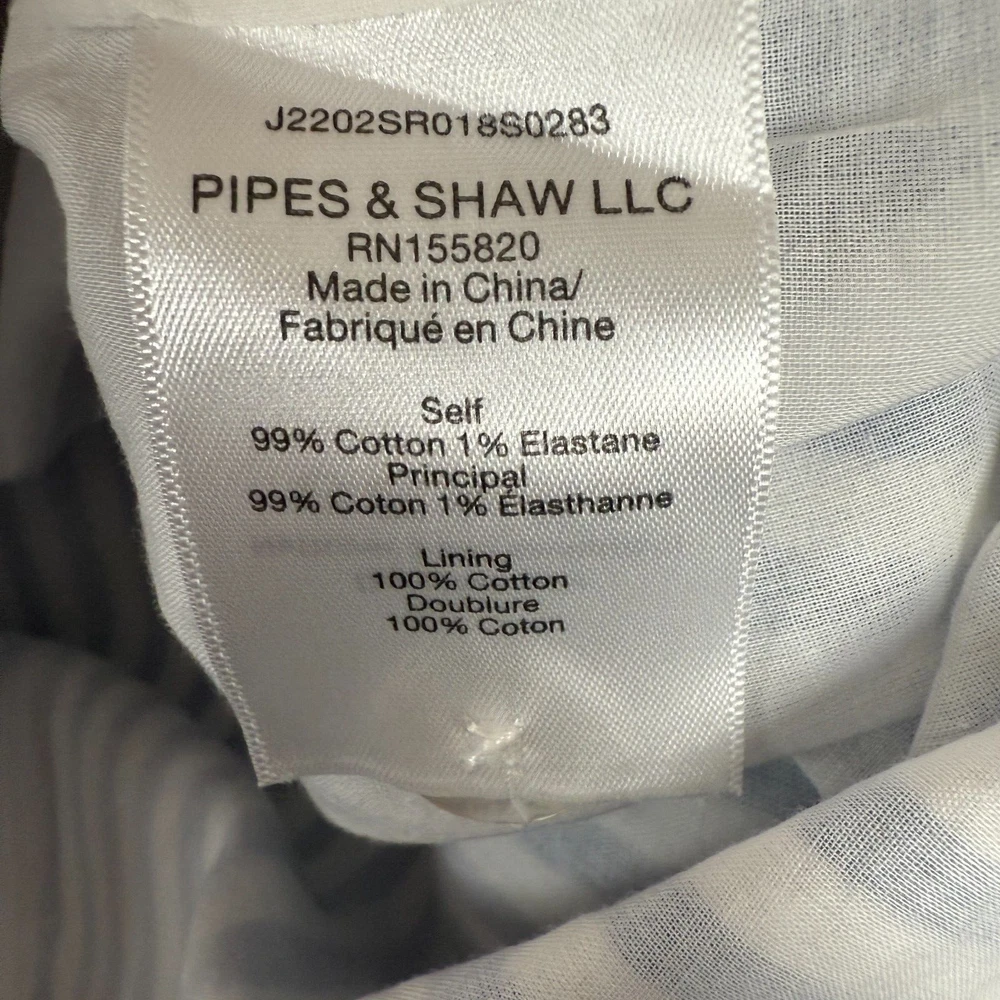 J2202SR018S0283
PIPES & SHAW LLC
RN155820
Made in China/
Fabriqué en Chine
Self
99% Cotton 1% Elastane
Principal
99% Coton 1% Élasthanne
Lining
100% Cotton
Doublure
100% Coton